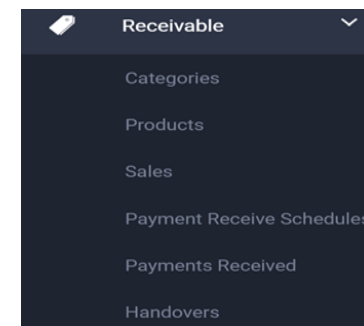 Receivable
Categories
Products
Sales
Payment Receive Schedules
Payments Received
Handovers